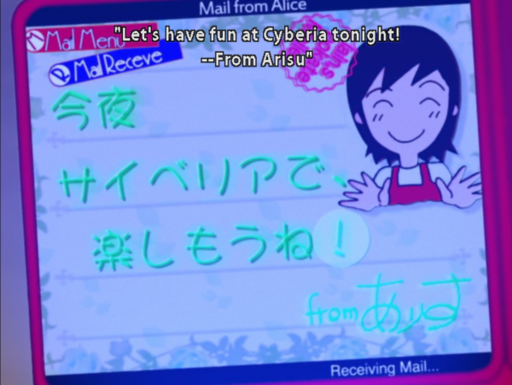 Mail from Alice
"Let's have fun at Cyberia tonight!
--From Arisu"
Mail Menu
Mail Receve
今夜
サイベリアで、
楽しもうね！
from ありす
Receiving Mail...